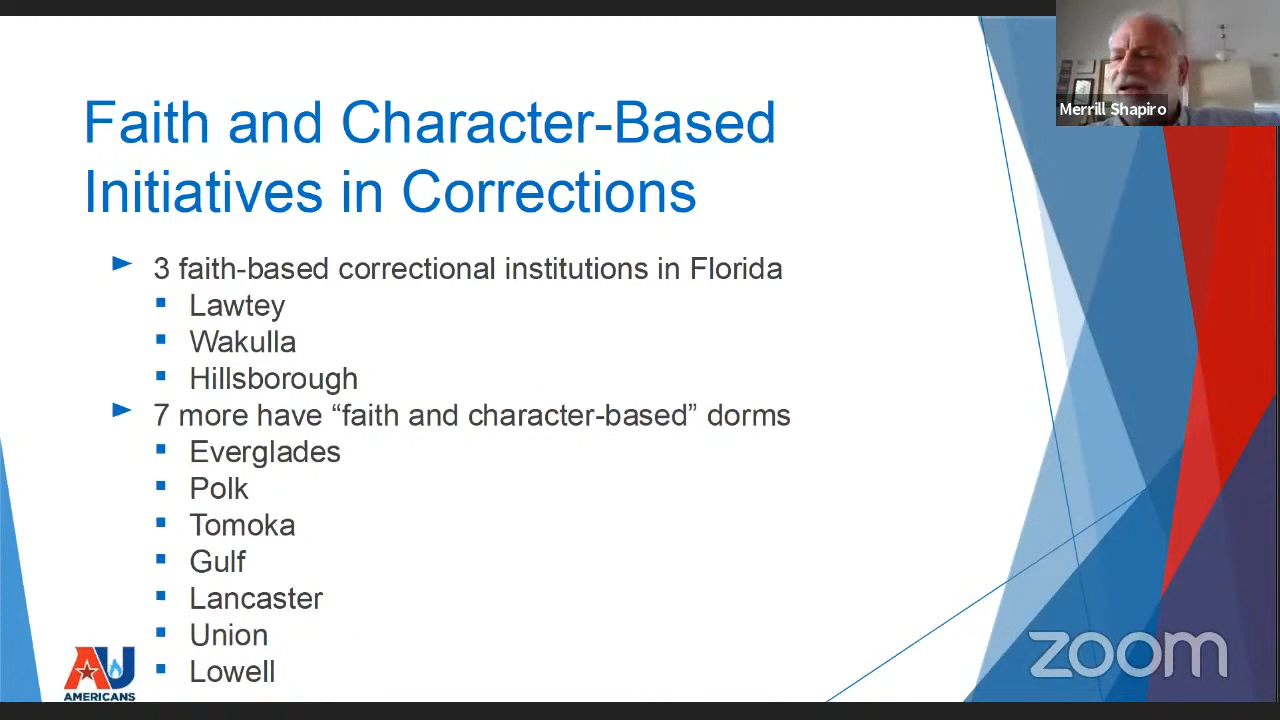 Merrill Shapiro
Faith and Character-Based
Initiatives in Corrections
3 faith-based correctional institutions in Florida
Lawtey
Wakulla
Hillsborough
7 more have “faith and character-based” dorms
Everglades
Polk
Tomoka
Gulf
Lancaster
Union
Lowell
AU
AMERICANS
zoom